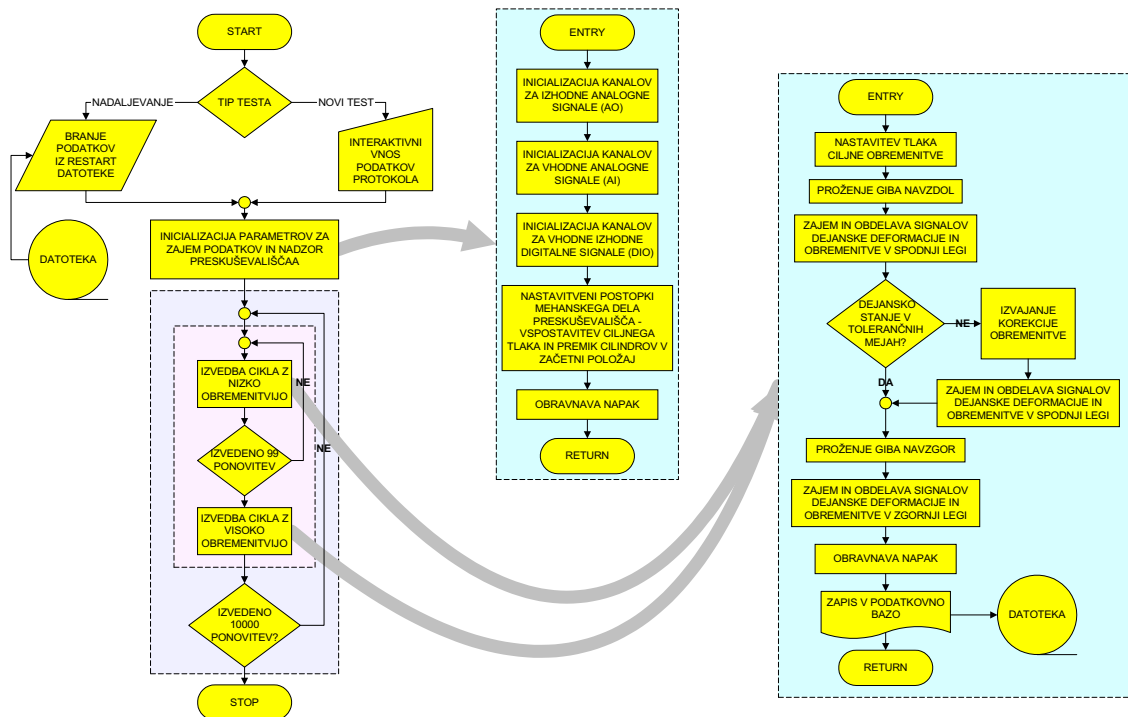 START
TIP TESTA
NADALJEVANJE
NOVI TEST
BRANJE
PODATKOV
IZ RESTART
DATOTEKE
INTERAKTIVNI
VNOS
PODATKOV
PROTOKOLA
DATOTEKA
INICIALIZACIJA PARAMETROV ZA
ZAJEM PODATKOV IN NADZOR
PRESKUŠEVALIŠČAA
IZVEDBA CIKLA Z
NIZKO
OBREMENITVIJO
NE
IZVEDENO 99
PONOVITEV
NE
IZVEDBA CIKLA Z
VISOKO
OBREMENITVIJO
IZVEDENO
10000
PONOVITEV?
STOP
ENTRY
INICIALIZACIJA KANALOV
ZA IZHODNE ANALOGNE
SIGNALE (AO)
INICIALIZACIJA KANALOV
ZA VHODNE ANALOGNE
SIGNALE (AI)
INICIALIZACIJA KANALOV
ZA VHODNE IZHODNE
DIGITALNE SIGNALE (DIO)
NASTAVITVENI POSTOPKI
MEHANSKEGA DELA
PRESKUŠEVALIŠČA -
VSPOSTAVITEV CILJNEGA
TLAKA IN PREMIK CILINDROV V
ZAČETNI POLOŽAJ
OBRAVNAVA NAPAK
RETURN
ENTRY
NASTAVITEV TLAKA
CILJNE OBREMENITVE
PROŽENJE GIBA NAVZDOL
ZAJEM IN OBDELAVA SIGNALOV
DEJANSKE DEFORMACIJE IN
OBREMENITVE V SPODNJI LEGI
DEJANSKO
STANJE V
TOLERANČNIH
MEJAH?
NE
IZVAJANJE
KOREKCIJE
OBREMENITVE
DA
ZAJEM IN OBDELAVA SIGNALOV
DEJANSKE DEFORMACIJE IN
OBREMENITVE V SPODNJI LEGI
PROŽENJE GIBA NAVZGOR
ZAJEM IN OBDELAVA SIGNALOV
DEJANSKE DEFORMACIJE IN
OBREMENITVE V ZGORNJI LEGI
OBRAVNAVA NAPAK
ZAPIS V PODATKOVNO
BAZO
DATOTEKA
RETURN